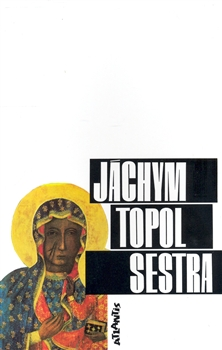 JÁCHYM
TOPOL
SESTRA
ATLANTIS